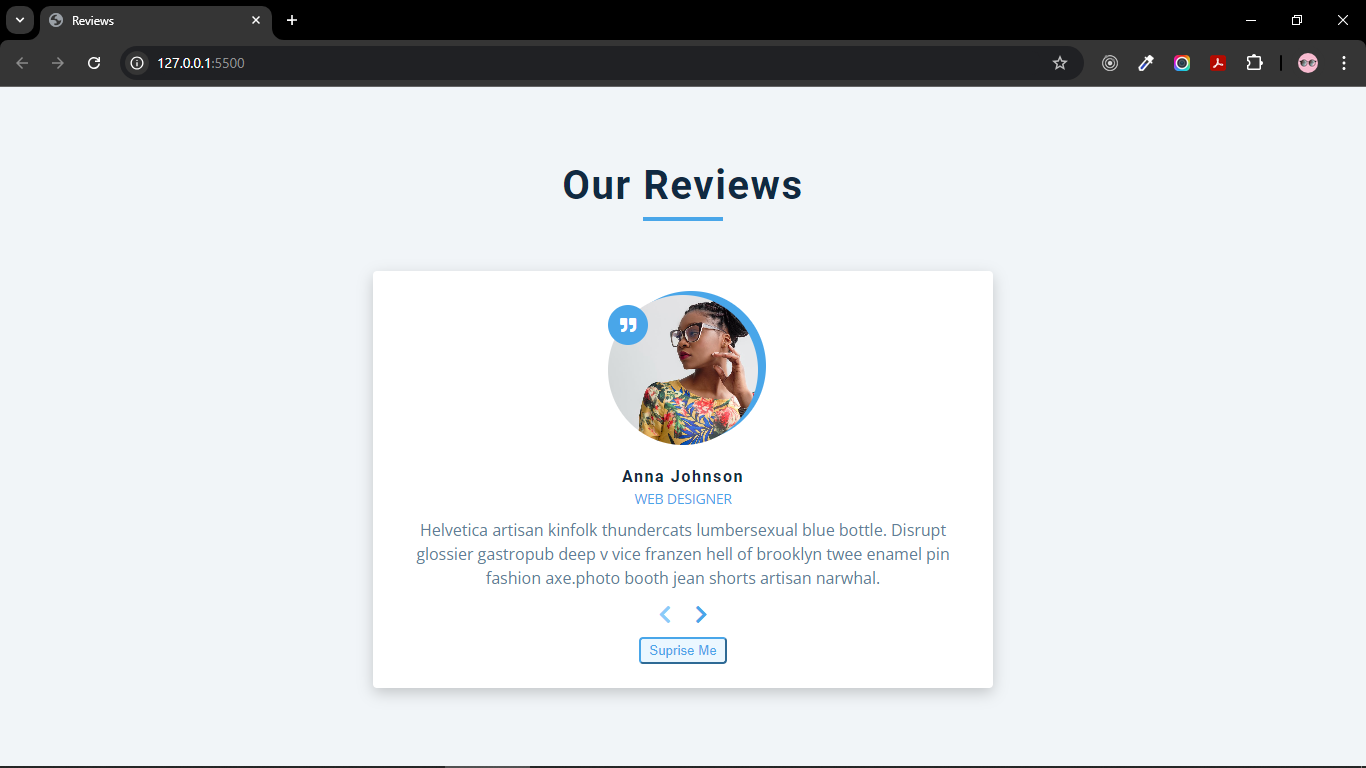 Reviews
127.0.0.1:5500
Our Reviews
Anna Johnson
WEB DESIGNER
Helvetica artisan kinfolk thundercats lumbersexual blue bottle. Disrupt
glossier gastropub deep v vice franzen hell of brooklyn twee enamel pin
fashion axe.photo booth jean shorts artisan narwhal.
Suprise Me